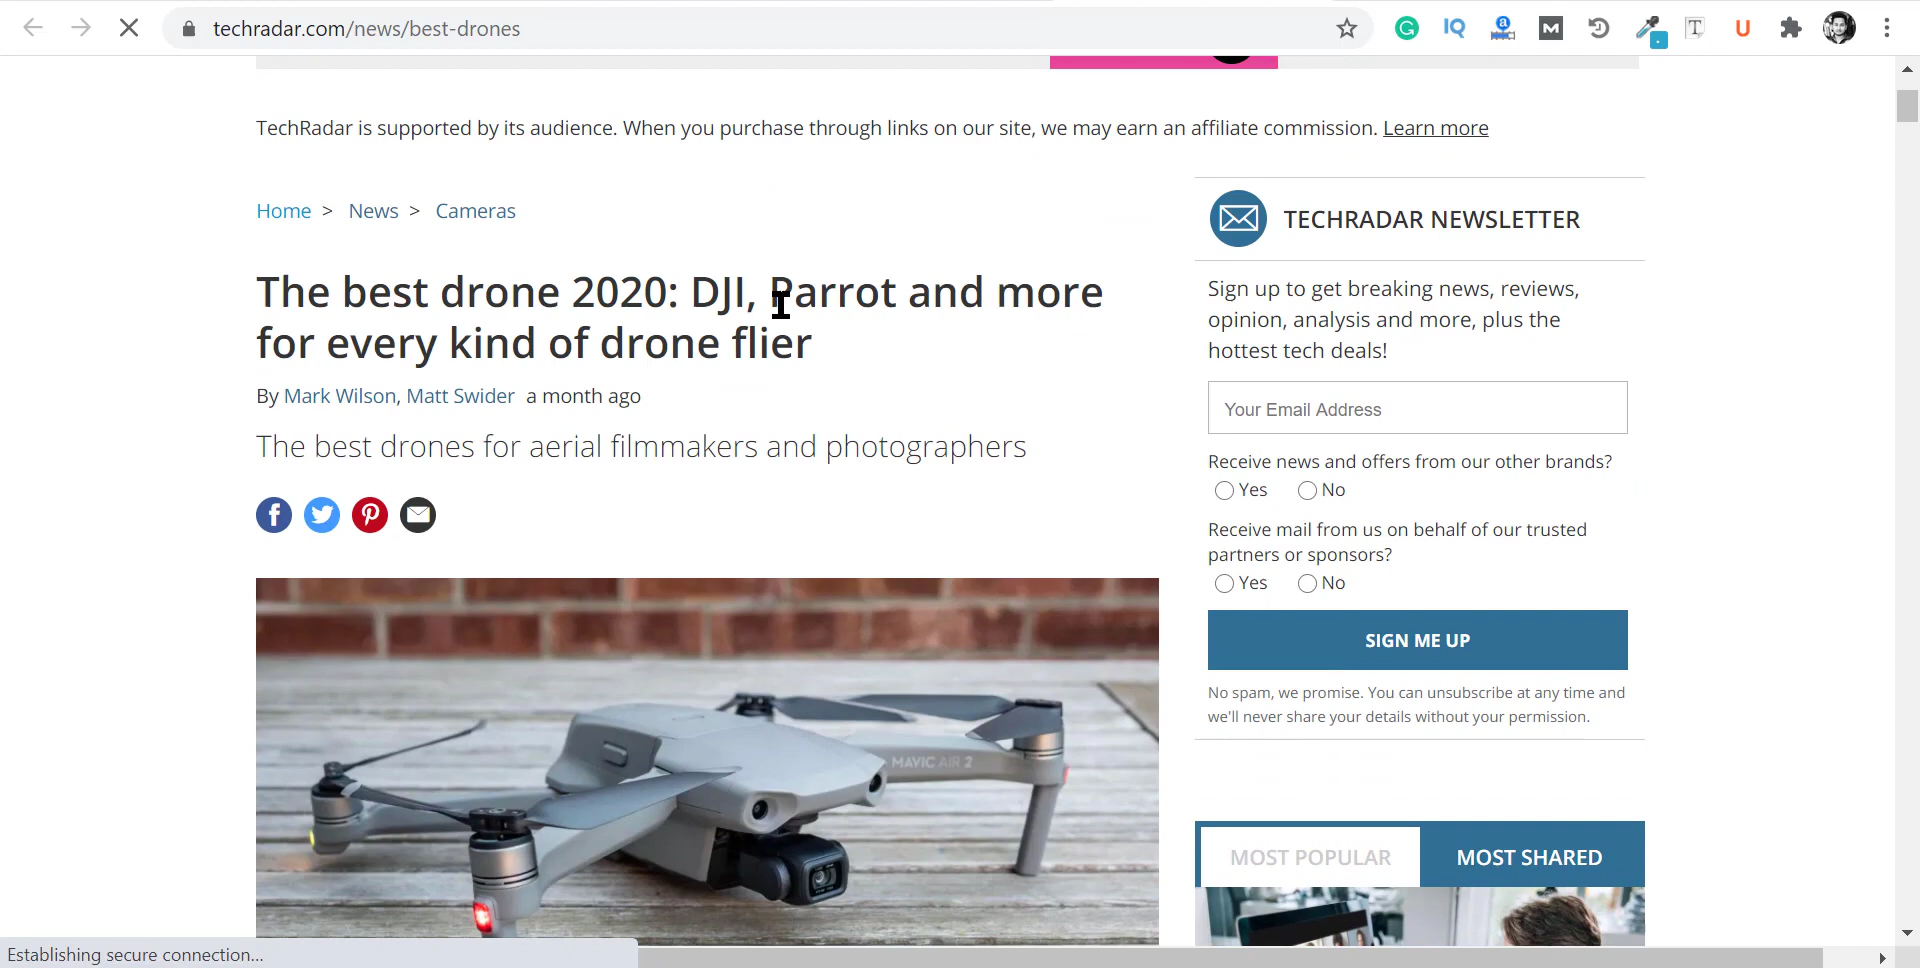 techradar.com/news/best-drones
TechRadar is supported by its audience. When you purchase through links on our site, we may earn an affiliate commission. Learn more
Home > News > Cameras
The best drone 2020: DJI, Parrot and more
for every kind of drone flier
By Mark Wilson, Matt Swider a month ago
The best drones for aerial filmmakers and photographers
MAVIC AIR 2
TECHRADAR NEWSLETTER
Sign up to get breaking news, reviews,
opinion, analysis and more, plus the
hottest tech deals!
Your Email Address
Receive news and offers from our other brands?
Yes No
Receive mail from us on behalf of our trusted
partners or sponsors?
Yes No
SIGN ME UP
No spam, we promise. You can unsubscribe at any time and
we'll never share your details without your permission.
MOST POPULAR MOST SHARED
Establishing secure connection...